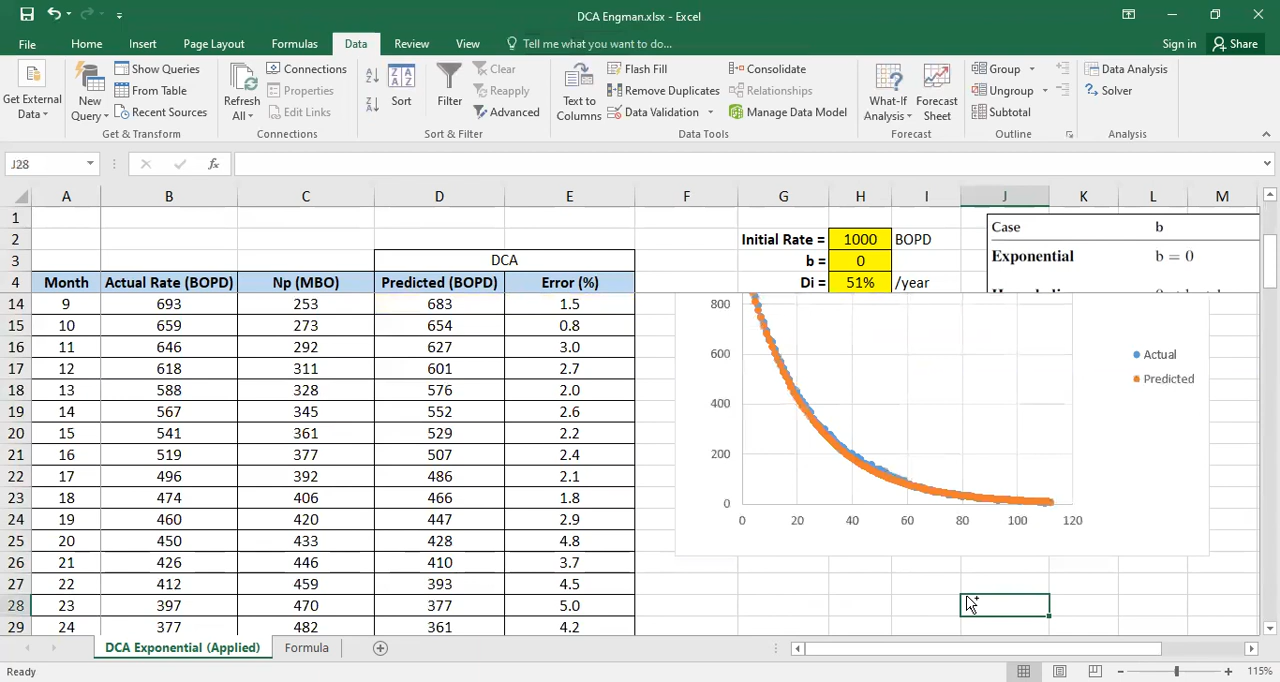 DCA Engman.xlsx - Excel
File Home Insert Page Layout Formulas Data Review View Tell me what you want to do... Sign in Share
Get External Data New Query Show Queries From Table Recent Sources Get & Transform
Refresh All Connections Properties Edit Links Connections
Sort Filter Clear Reapply Advanced Sort & Filter
Text to Columns Flash Fill Remove Duplicates Data Validation Consolidate Relationships Manage Data Model Data Tools
What-If Analysis Forecast Sheet Forecast
Group Ungroup Subtotal Outline
Data Analysis Solver Analysis
J28 fx
A B C D E F G H I J K L M
1
2 Initial Rate = 1000 BOPD Case b
3 DCA b = 0 Exponential b = 0
4 Month Actual Rate (BOPD) Np (MBO) Predicted (BOPD) Error (%) Di = 51% /year
14 9 693 253 683 1.5
15 10 659 273 654 0.8
16 11 646 292 627 3.0
17 12 618 311 601 2.7
18 13 588 328 576 2.0
19 14 567 345 552 2.6
20 15 541 361 529 2.2
21 16 519 377 507 2.4
22 17 496 392 486 2.1
23 18 474 406 466 1.8
24 19 460 420 447 2.9
25 20 450 433 428 4.8
26 21 426 446 410 3.7
27 22 412 459 393 4.5
28 23 397 470 377 5.0
29 24 377 482 361 4.2
800
600
400
200
0
0 20 40 60 80 100 120
Actual
Predicted
DCA Exponential (Applied) Formula
Ready 115%